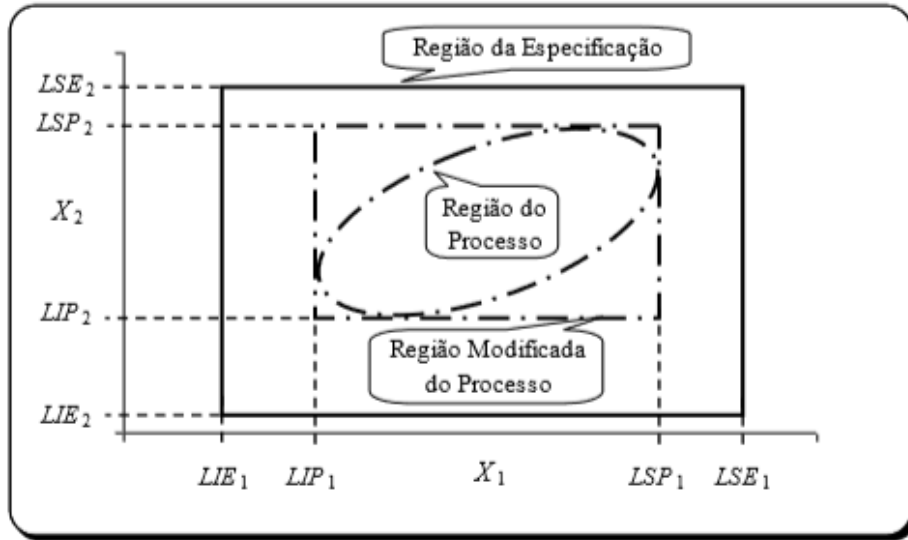 Região da Especificação
LSE₂
LSP₂
X₂
Região do
Processo
LIP₂
Região Modificada
do Processo
LIE₂
LIE₁ LIP₁ X₁ LSP₁ LSE₁